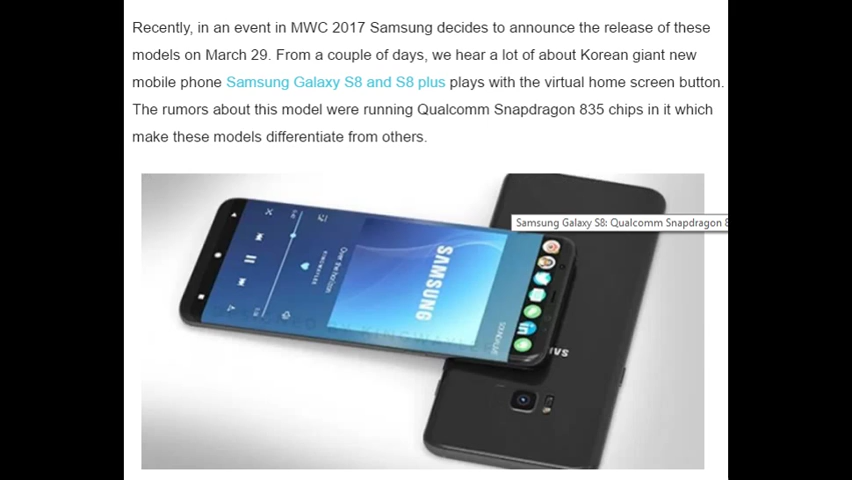 Recently, in an event in MWC 2017 Samsung decides to announce the release of these
models on March 29. From a couple of days, we hear a lot of about Korean giant new
mobile phone Samsung Galaxy S8 and S8 plus plays with the virtual home screen button.
The rumors about this model were running Qualcomm Snapdragon 835 chips in it which
make these models differentiate from others.
Samsung Galaxy S8: Qualcomm Snapdragon
Over the horizon
SAMSUNG